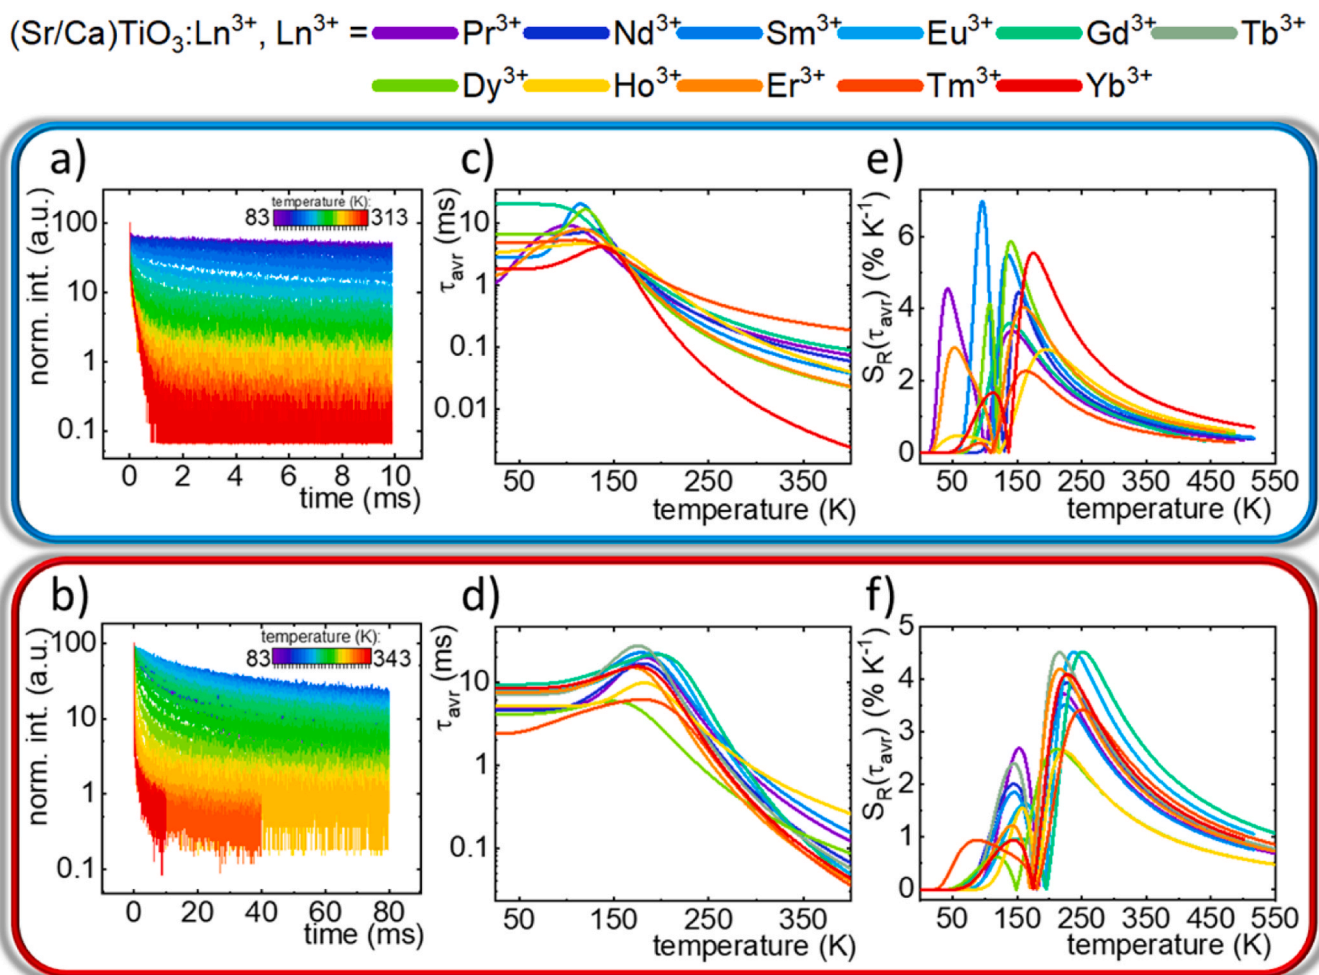 (Sr/Ca)TiO₃:Ln³⁺, Ln³⁺ = Pr³⁺ Nd³⁺ Sm³⁺ Eu³⁺ Gd³⁺ Tb³⁺
Dy³⁺ Ho³⁺ Er³⁺ Tm³⁺ Yb³⁺
a)
norm. int. (a.u.)
100
10
1
0.1
temperature (K):
83 313
0 2 4 6 8 10
time (ms)
c)
τavr (ms)
10
1
0.1
0.01
50 150 250 350
temperature (K)
e)
SR(τavr) (% K⁻¹)
6
4
2
0
50 150 250 350 450 550
temperature (K)
b)
norm. int. (a.u.)
100
10
1
0.1
temperature (K):
83 343
0 20 40 60 80
time (ms)
d)
τavr (ms)
10
1
0.1
50 150 250 350
temperature (K)
f)
SR(τavr) (% K⁻¹)
5
4
3
2
1
0
50 150 250 350 450 550
temperature (K)